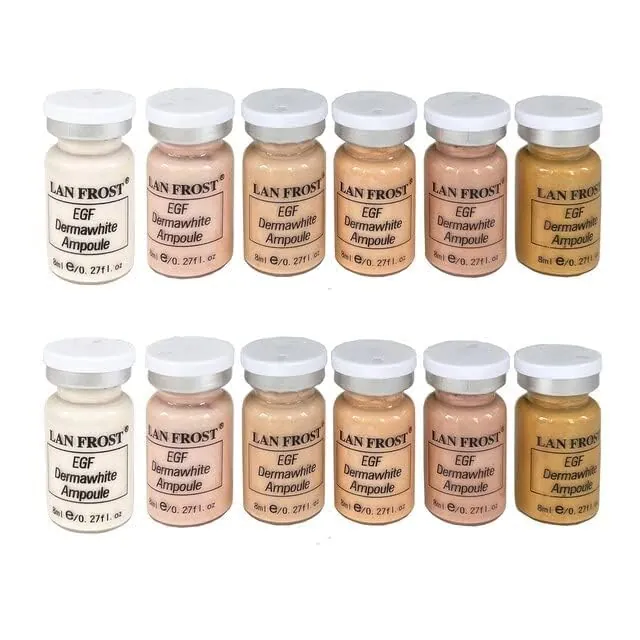 LAN FROST®
EGF
Dermawhite
Ampoule
8ml e/0.27fl.oz
LAN FROST®
EGF
Dermawhite
Ampoule
8ml e/0.27fl.oz
LAN FROST®
EGF
Dermawhite
Ampoule
8ml e/0.27fl.oz
LAN FROST®
EGF
Dermawhite
Ampoule
8ml e/0.27fl.oz
LAN FROST®
EGF
Dermawhite
Ampoule
8ml e/0.27fl.oz
LAN FROST
EGF
Dermawhite
Ampoule
8ml e/0.27fl.oz
LAN FROST®
EGF
Dermawhite
Ampoule
8ml e/0.27fl.oz
LAN FROST®
EGF
Dermawhite
Ampoule
8ml e/0.27fl.oz
LAN FROST®
EGF
Dermawhite
Ampoule
8ml e/0.27fl.oz
LAN FROST®
EGF
Dermawhite
Ampoule
8ml e/0.27fl.oz
LAN FROST®
EGF
Dermawhite
Ampoule
8ml e/0.27fl.oz
LAN FROST
EGF
Dermawhite
Ampoule
8ml e/0.27fl.oz